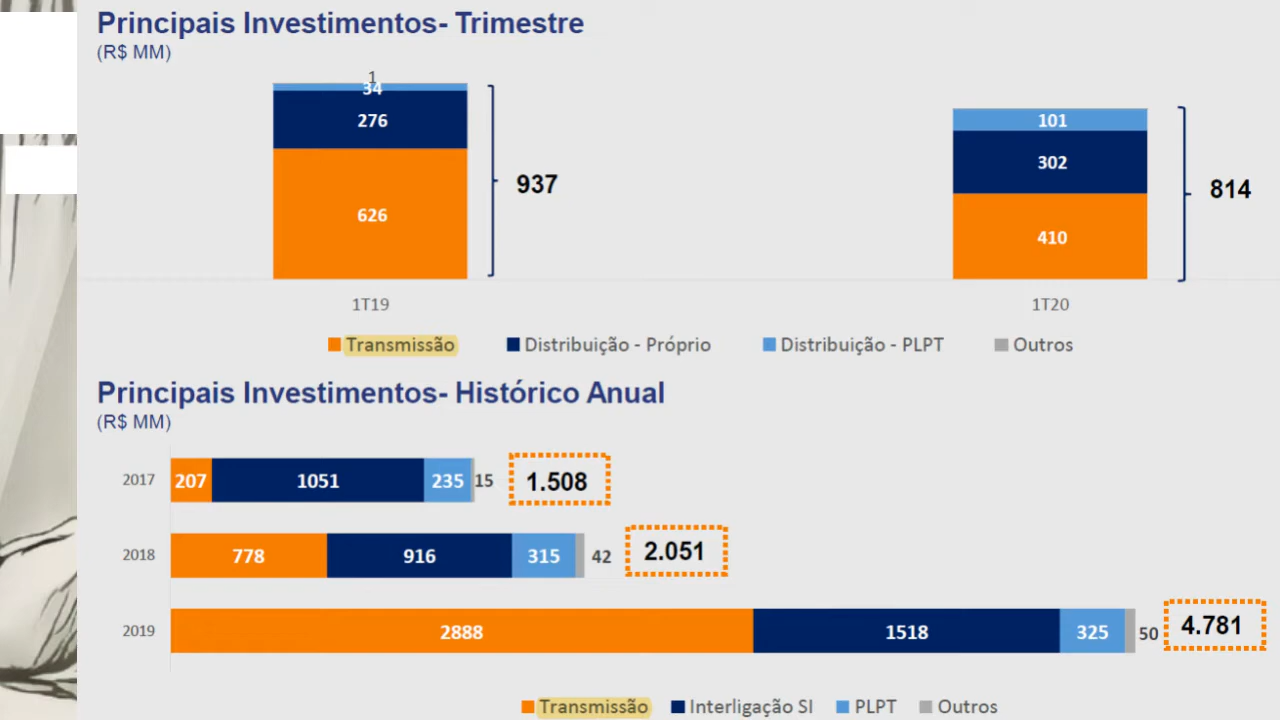 Principais Investimentos- Trimestre
(R$ MM)
1
34
276
626
937
101
302
410
814
1T19
1T20
Transmissão Distribuição - Próprio Distribuição - PLPT Outros
Principais Investimentos- Histórico Anual
(R$ MM)
2017 207 1051 235 15 1.508
2018 778 916 315 42 2.051
2019 2888 1518 325 50 4.781
Transmissão Interligação SI PLPT Outros